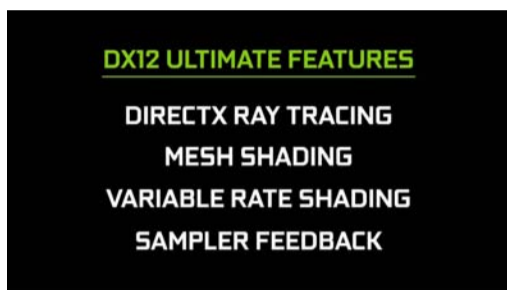 DX12 ULTIMATE FEATURES
DIRECTX RAY TRACING
MESH SHADING
VARIABLE RATE SHADING
SAMPLER FEEDBACK